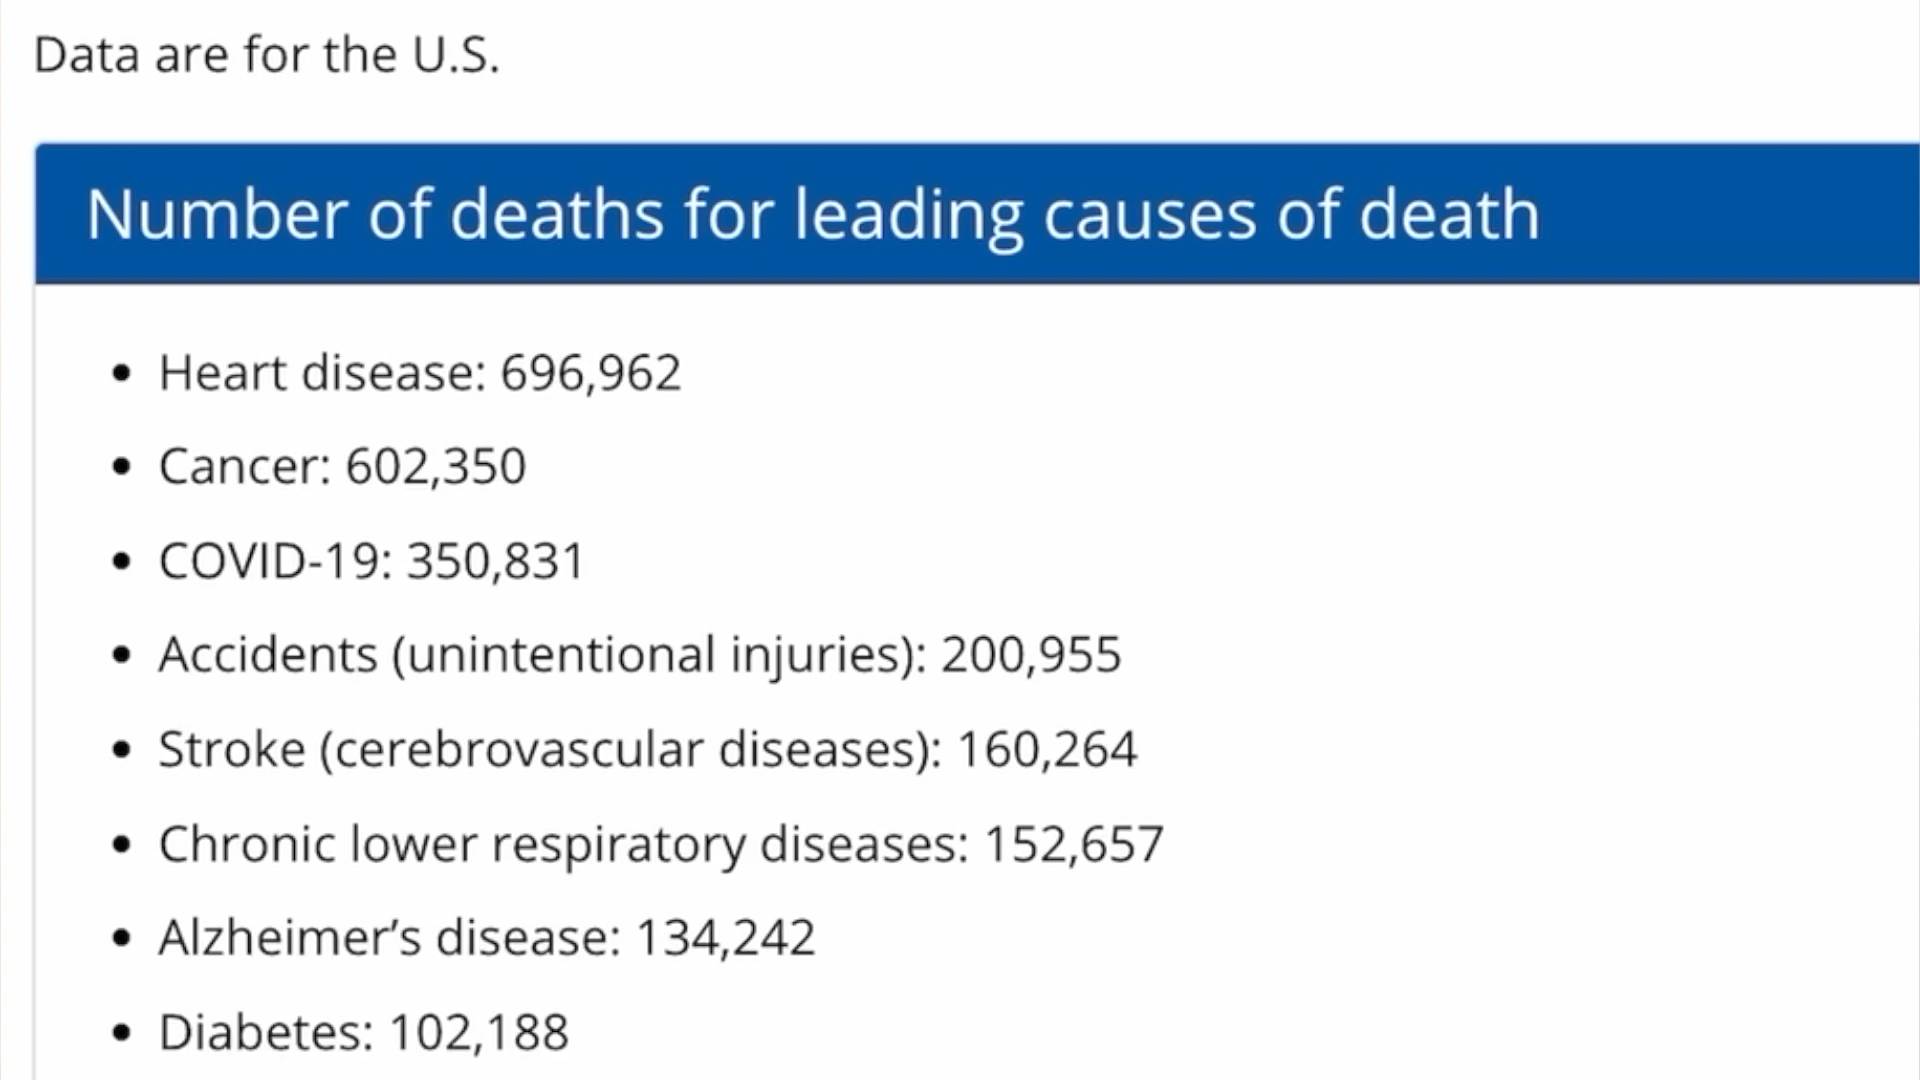 Data are for the U.S.
Number of deaths for leading causes of death
• Heart disease: 696,962
• Cancer: 602,350
• COVID-19: 350,831
• Accidents (unintentional injuries): 200,955
• Stroke (cerebrovascular diseases): 160,264
• Chronic lower respiratory diseases: 152,657
• Alzheimer’s disease: 134,242
• Diabetes: 102,188